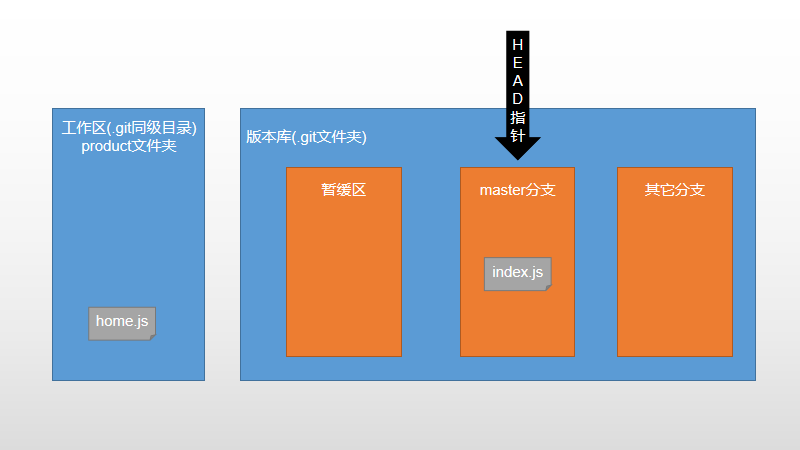 HEAD指针
工作区(.git同级目录)
product文件夹
版本库(.git文件夹)
暂缓区
master分支
其它分支
index.js
home.js